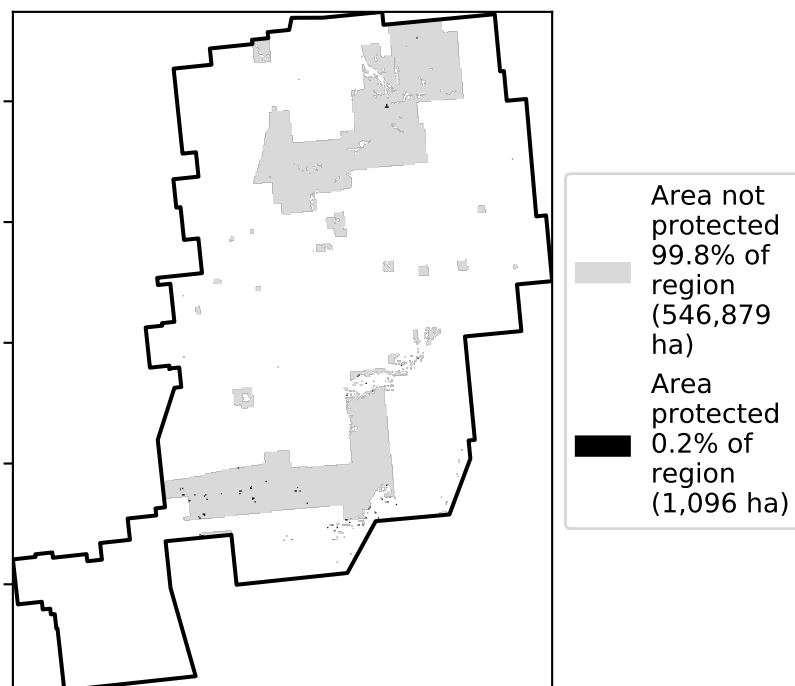 Area not
protected
99.8% of
region
(546,879
ha)
Area
protected
0.2% of
region
(1,096 ha)